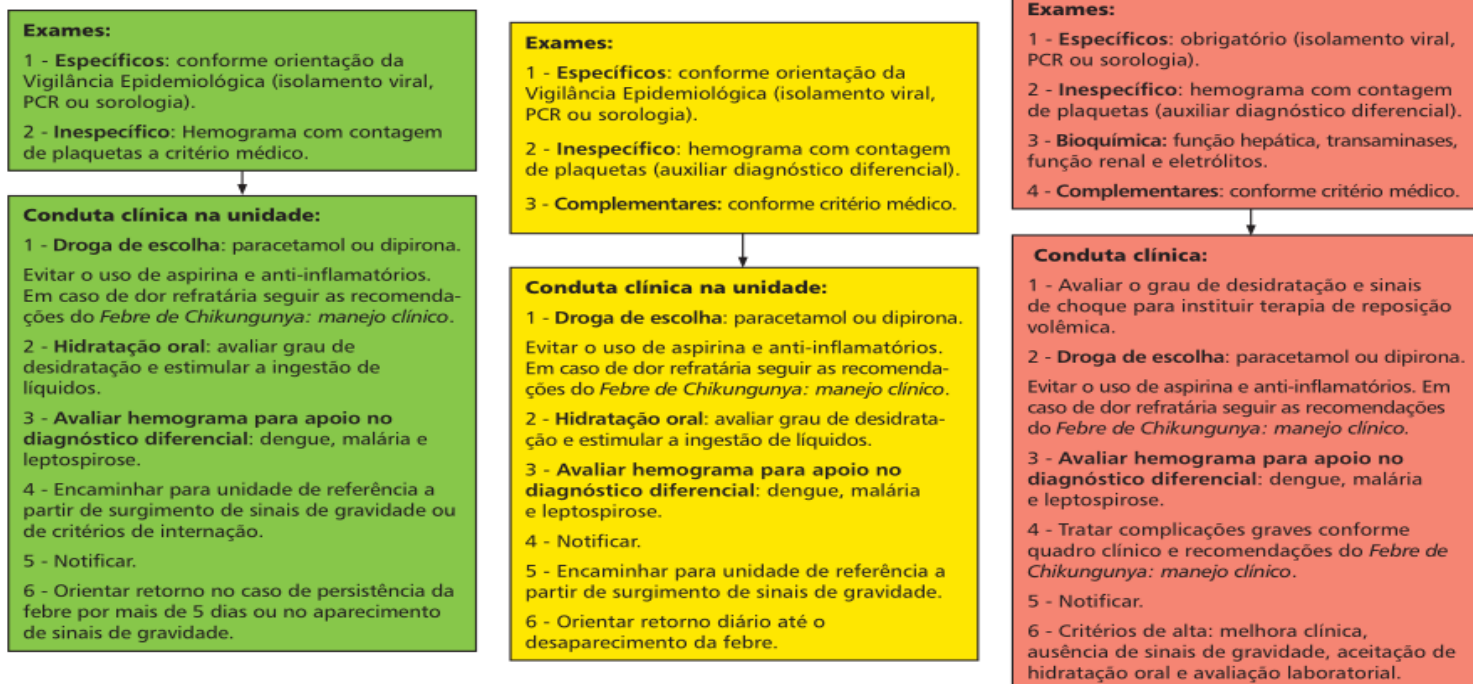 Exames:
1 - Específicos: conforme orientação da
Vigilância Epidemiológica (isolamento viral,
PCR ou sorologia).
2 - Inespecífico: Hemograma com contagem
de plaquetas a critério médico.
Conduta clínica na unidade:
1 - Droga de escolha: paracetamol ou dipirona.
Evitar o uso de aspirina e anti-inflamatórios.
Em caso de dor refratária seguir as recomenda-
ções do Febre de Chikungunya: manejo clínico.
2 - Hidratação oral: avaliar grau de
desidratação e estimular a ingestão de
líquidos.
3 - Avaliar hemograma para apoio no
diagnóstico diferencial: dengue, malária e
leptospirose.
4 - Encaminhar para unidade de referência a
partir de surgimento de sinais de gravidade ou
de critérios de internação.
5 - Notificar.
6 - Orientar retorno no caso de persistência da
febre por mais de 5 dias ou no aparecimento
de sinais de gravidade.
Exames:
1 - Específicos: conforme orientação da
Vigilância Epidemiológica (isolamento viral,
PCR ou sorologia).
2 - Inespecífico: hemograma com contagem
de plaquetas (auxiliar diagnóstico diferencial).
3 - Complementares: conforme critério médico.
Conduta clínica na unidade:
1 - Droga de escolha: paracetamol ou dipirona.
Evitar o uso de aspirina e anti-inflamatórios.
Em caso de dor refratária seguir as recomenda-
ções do Febre de Chikungunya: manejo clínico.
2 - Hidratação oral: avaliar grau de desidrata-
ção e estimular a ingestão de líquidos.
3 - Avaliar hemograma para apoio no
diagnóstico diferencial: dengue, malária
e leptospirose.
4 - Notificar.
5 - Encaminhar para unidade de referência a
partir de surgimento de sinais de gravidade.
6 - Orientar retorno diário até o
desaparecimento da febre.
Exames:
1 - Específicos: obrigatório (isolamento viral,
PCR ou sorologia).
2 - Inespecífico: hemograma com contagem
de plaquetas (auxiliar diagnóstico diferencial).
3 - Bioquímica: função hepática, transaminases,
função renal e eletrólitos.
4 - Complementares: conforme critério médico.
Conduta clínica:
1 - Avaliar o grau de desidratação e sinais
de choque para instituir terapia de reposição
volêmica.
2 - Droga de escolha: paracetamol ou dipirona.
Evitar o uso de aspirina e anti-inflamatórios. Em
caso de dor refratária seguir as recomendações
do Febre de Chikungunya: manejo clínico.
3 - Avaliar hemograma para apoio no
diagnóstico diferencial: dengue, malária
e leptospirose.
4 - Tratar complicações graves conforme
quadro clínico e recomendações do Febre de
Chikungunya: manejo clínico.
5 - Notificar.
6 - Critérios de alta: melhora clínica,
ausência de sinais de gravidade, aceitação de
hidratação oral e avaliação laboratorial.